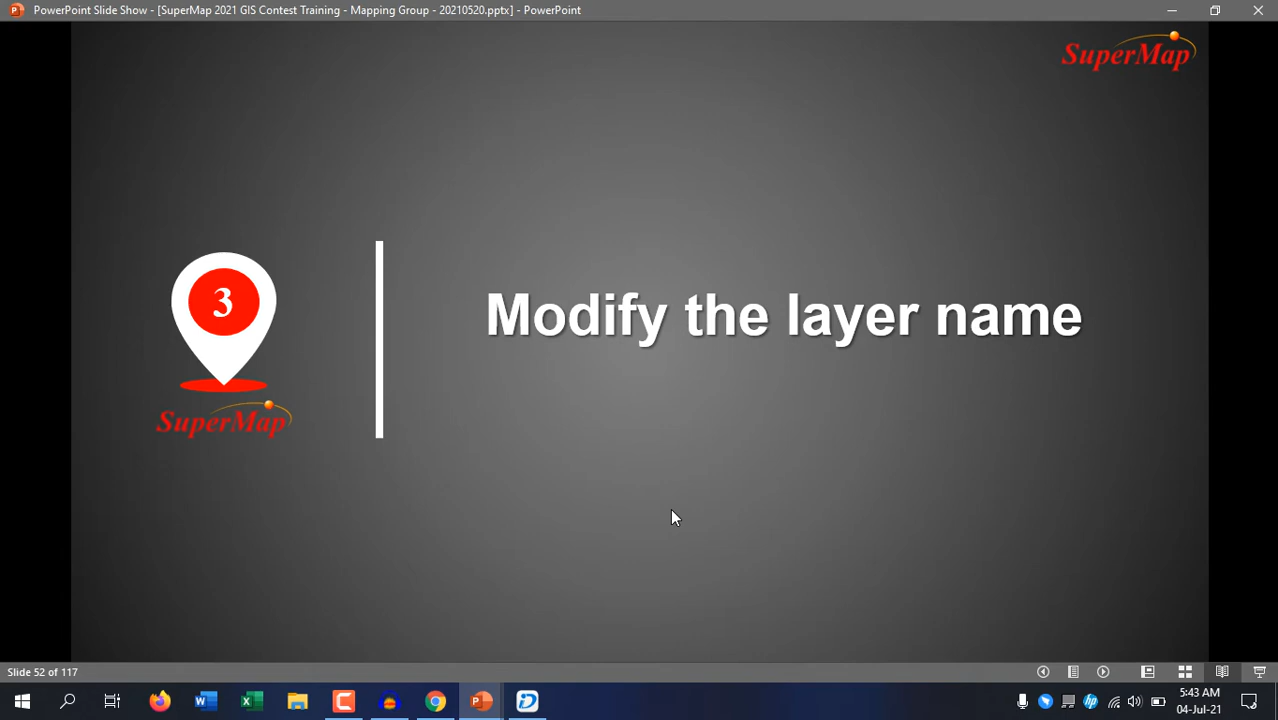 PowerPoint Slide Show - [SuperMap 2021 GIS Contest Training - Mapping Group - 20210520.pptx] - PowerPoint
SuperMap
3
SuperMap
Modify the layer name
Slide 52 of 117
5:43 AM
04-Jul-21